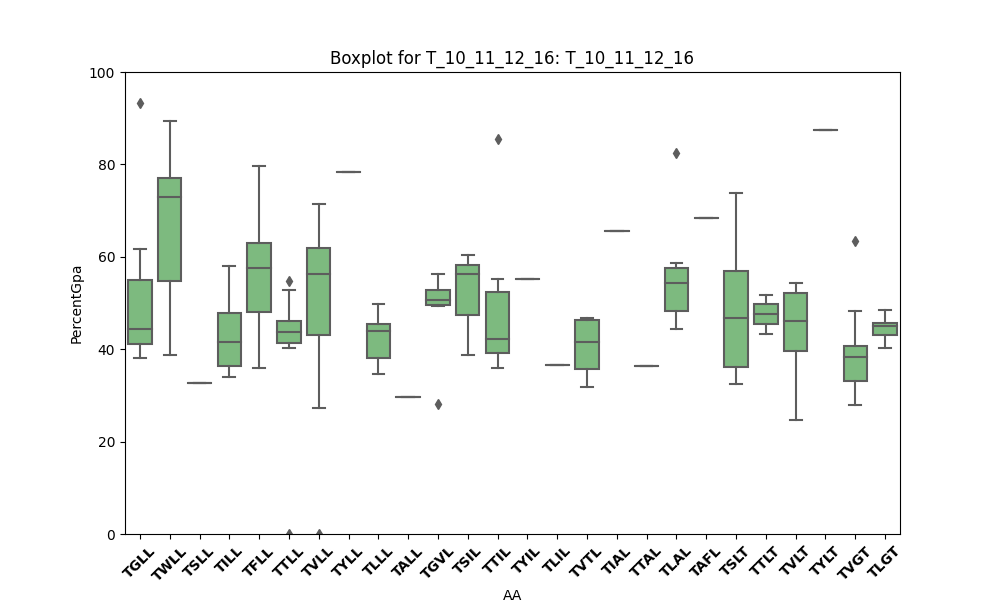 Boxplot for T_10_11_12_16: T_10_11_12_16
100
80
60
40
20
0
PercentGpa
TGLL TWLL TSLL TILL TFLL TTLL TVLL TYLL TLLL TALL TGVL TSIL TTIL TYIL TLIL TVTL TIAL TTAL TLAL TAFL TSLT TTLT TVLT TYLT TVGT TLGT
AA